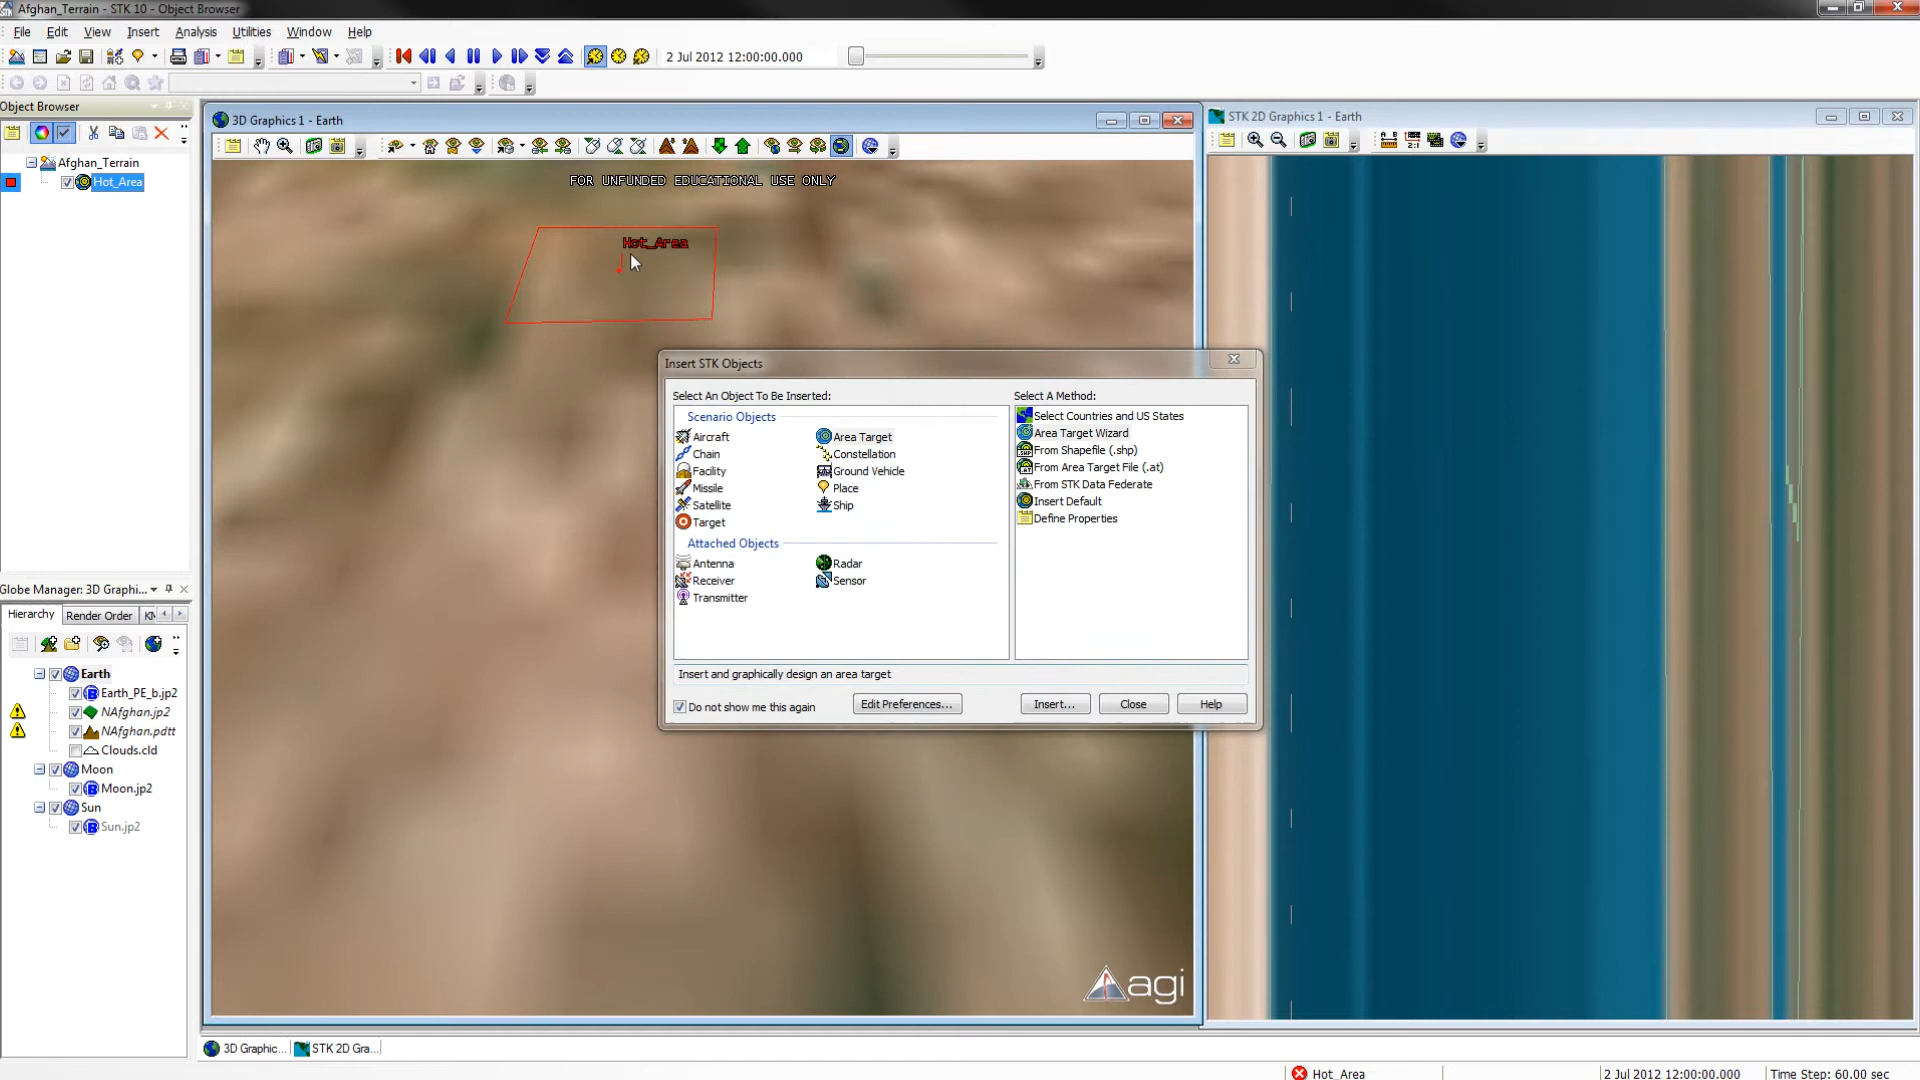 Afghan_Terrain - STK 10 - Object Browser
File Edit View Insert Analysis Utilities Window Help
2 Jul 2012 12:00:00.000
Object Browser
Afghan_Terrain
Hot_Area
3D Graphics 1 - Earth
FOR UNFUNDED EDUCATIONAL USE ONLY
Hot_Area
agi
STK 2D Graphics 1 - Earth
Insert STK Objects
Select An Object To Be Inserted:
Scenario Objects
Aircraft Area Target
Chain Constellation
Facility Ground Vehicle
Missile Place
Satellite Ship
Target
Attached Objects
Antenna Radar
Receiver Sensor
Transmitter
Select A Method:
Select Countries and US States
Area Target Wizard
From Shapefile (.shp)
From Area Target File (.at)
From STK Data Federate
Insert Default
Define Properties
Insert and graphically design an area target
Do not show me this again
Edit Preferences... Insert... Close Help
Globe Manager: 3D Graphi...
Hierarchy Render Order
Earth
Earth_PE_b.jp2
NAfghan.jp2
NAfghan.pdtt
Clouds.cld
Moon
Moon.jp2
Sun
Sun.jp2
3D Graphic... STK 2D Gra...
Hot_Area 2 Jul 2012 12:00:00.000 Time Step: 60.00 sec